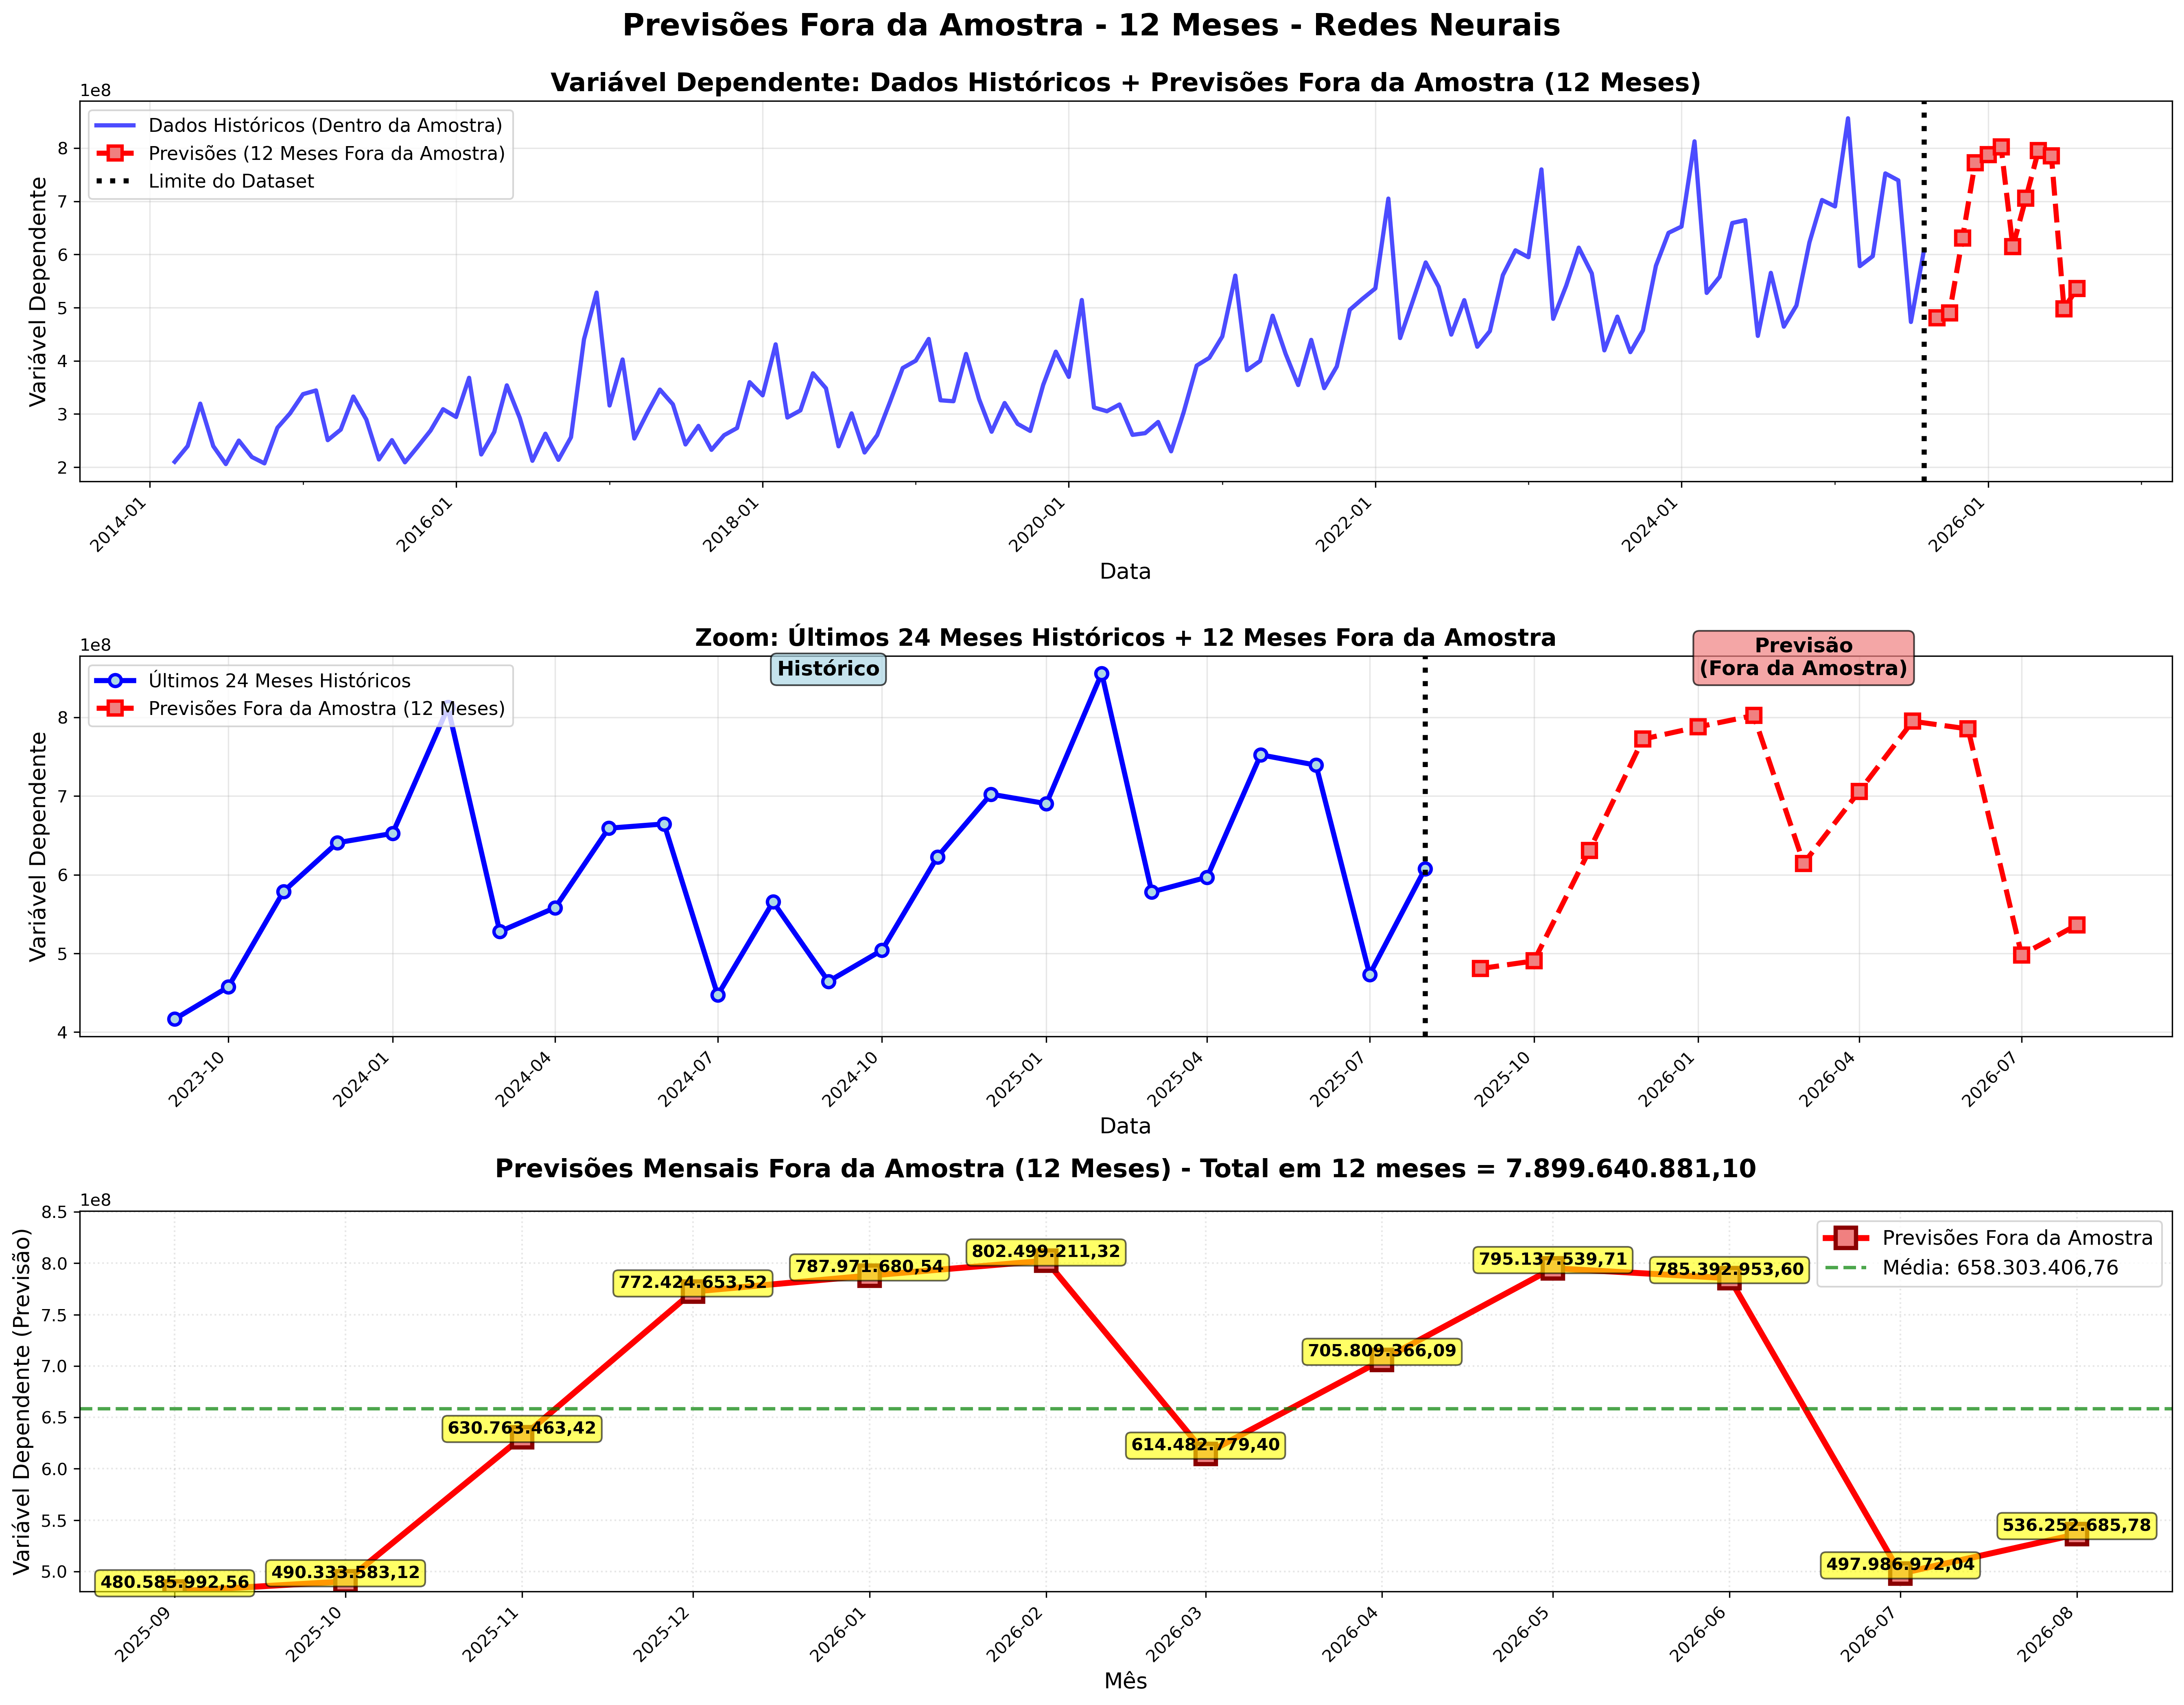 Previsões Fora da Amostra - 12 Meses - Redes Neurais
Variável Dependente: Dados Históricos + Previsões Fora da Amostra (12 Meses)
1e8
Dados Históricos (Dentro da Amostra)
Previsões (12 Meses Fora da Amostra)
Limite do Dataset
Variável Dependente
8
7
6
5
4
3
2
2014-01
2016-01
2018-01
2020-01
2022-01
2024-01
2026-01
Data
Zoom: Últimos 24 Meses Históricos + 12 Meses Fora da Amostra
1e8
Últimos 24 Meses Históricos
Previsões Fora da Amostra (12 Meses)
Histórico
Previsão
(Fora da Amostra)
Variável Dependente
8
7
6
5
4
2023-10
2024-01
2024-04
2024-07
2024-10
2025-01
2025-04
2025-07
2025-10
2026-01
2026-04
2026-07
Data
Previsões Mensais Fora da Amostra (12 Meses) - Total em 12 meses = 7.899.640.881,10
1e8
Previsões Fora da Amostra
Média: 658.303.406,76
Variável Dependente (Previsão)
8.5
8.0
7.5
7.0
6.5
6.0
5.5
5.0
480.585.992,56
490.333.583,12
630.763.463,42
772.424.653,52
787.971.680,54
802.499.211,32
614.482.779,40
705.809.366,09
795.137.539,71
785.392.953,60
497.986.972,04
536.252.685,78
2025-09
2025-10
2025-11
2025-12
2026-01
2026-02
2026-03
2026-04
2026-05
2026-06
2026-07
2026-08
Mês